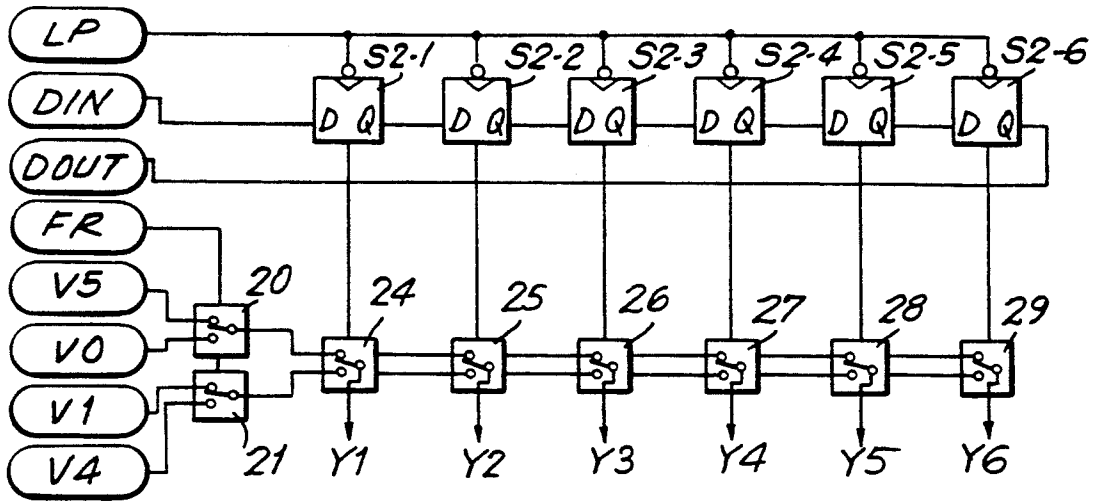 LP
S2-1 S2-2 S2-3 S2-4 S2-5 S2-6
DIN
D Q D Q D Q D Q D Q D Q
DOUT
FR
V5
20 24 25 26 27 28 29
V0
V1
V4
21 Y1 Y2 Y3 Y4 Y5 Y6